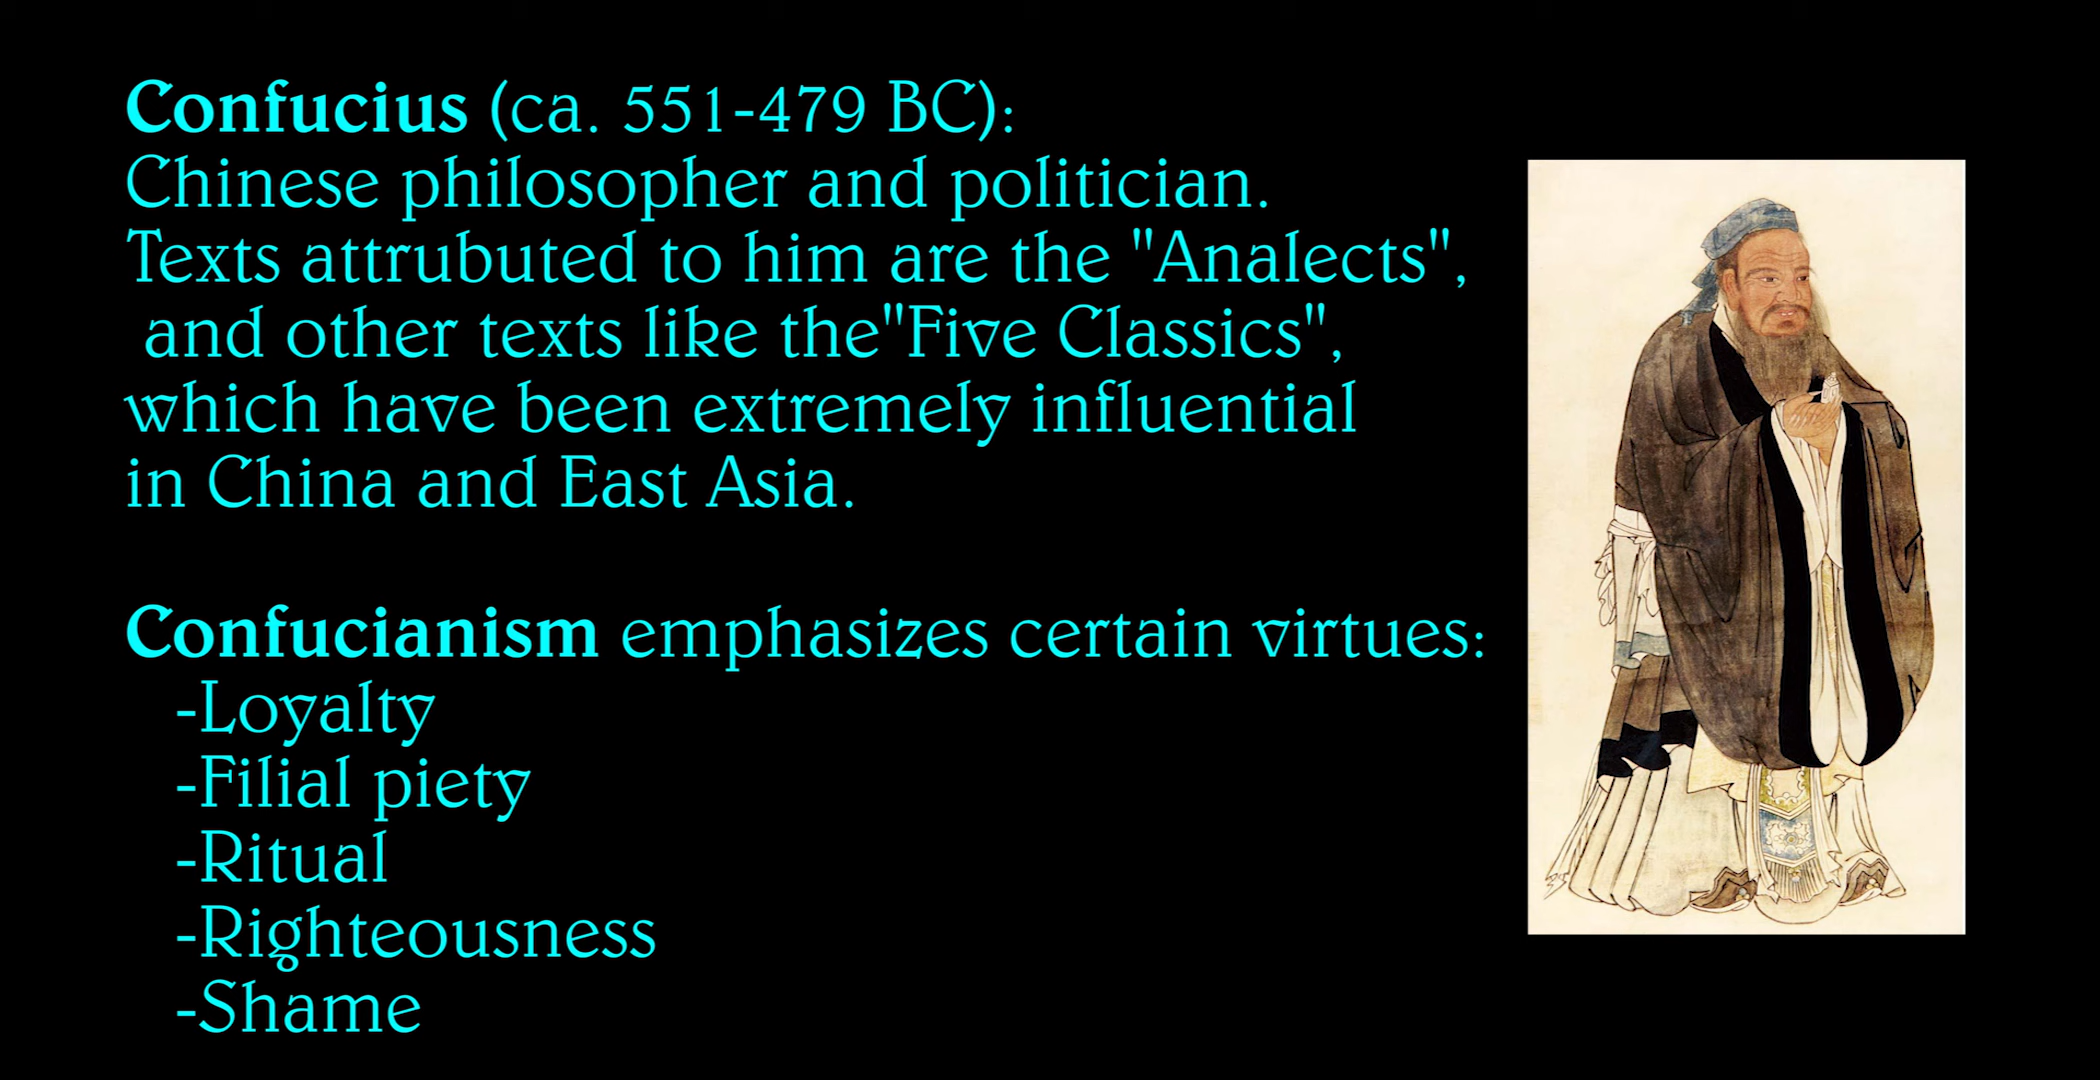 Confucius (ca. 551-479 BC):
Chinese philosopher and politician.
Texts attrubuted to him are the "Analects",
and other texts like the"Five Classics",
which have been extremely influential
in China and East Asia.
Confucianism emphasizes certain virtues:
-Loyalty
-Filial piety
-Ritual
-Righteousness
-Shame